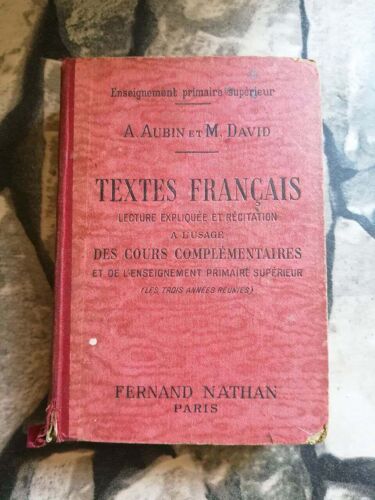 Enseignement primaire supérieur
A. AUBIN ET M. DAVID
TEXTES FRANÇAIS
LECTURE EXPLIQUÉE ET RÉCITATION
A L'USAGE
DES COURS COMPLÉMENTAIRES
ET DE L'ENSEIGNEMENT PRIMAIRE SUPÉRIEUR
(LES TROIS ANNÉES RÉUNIES)
FERNAND NATHAN
PARIS